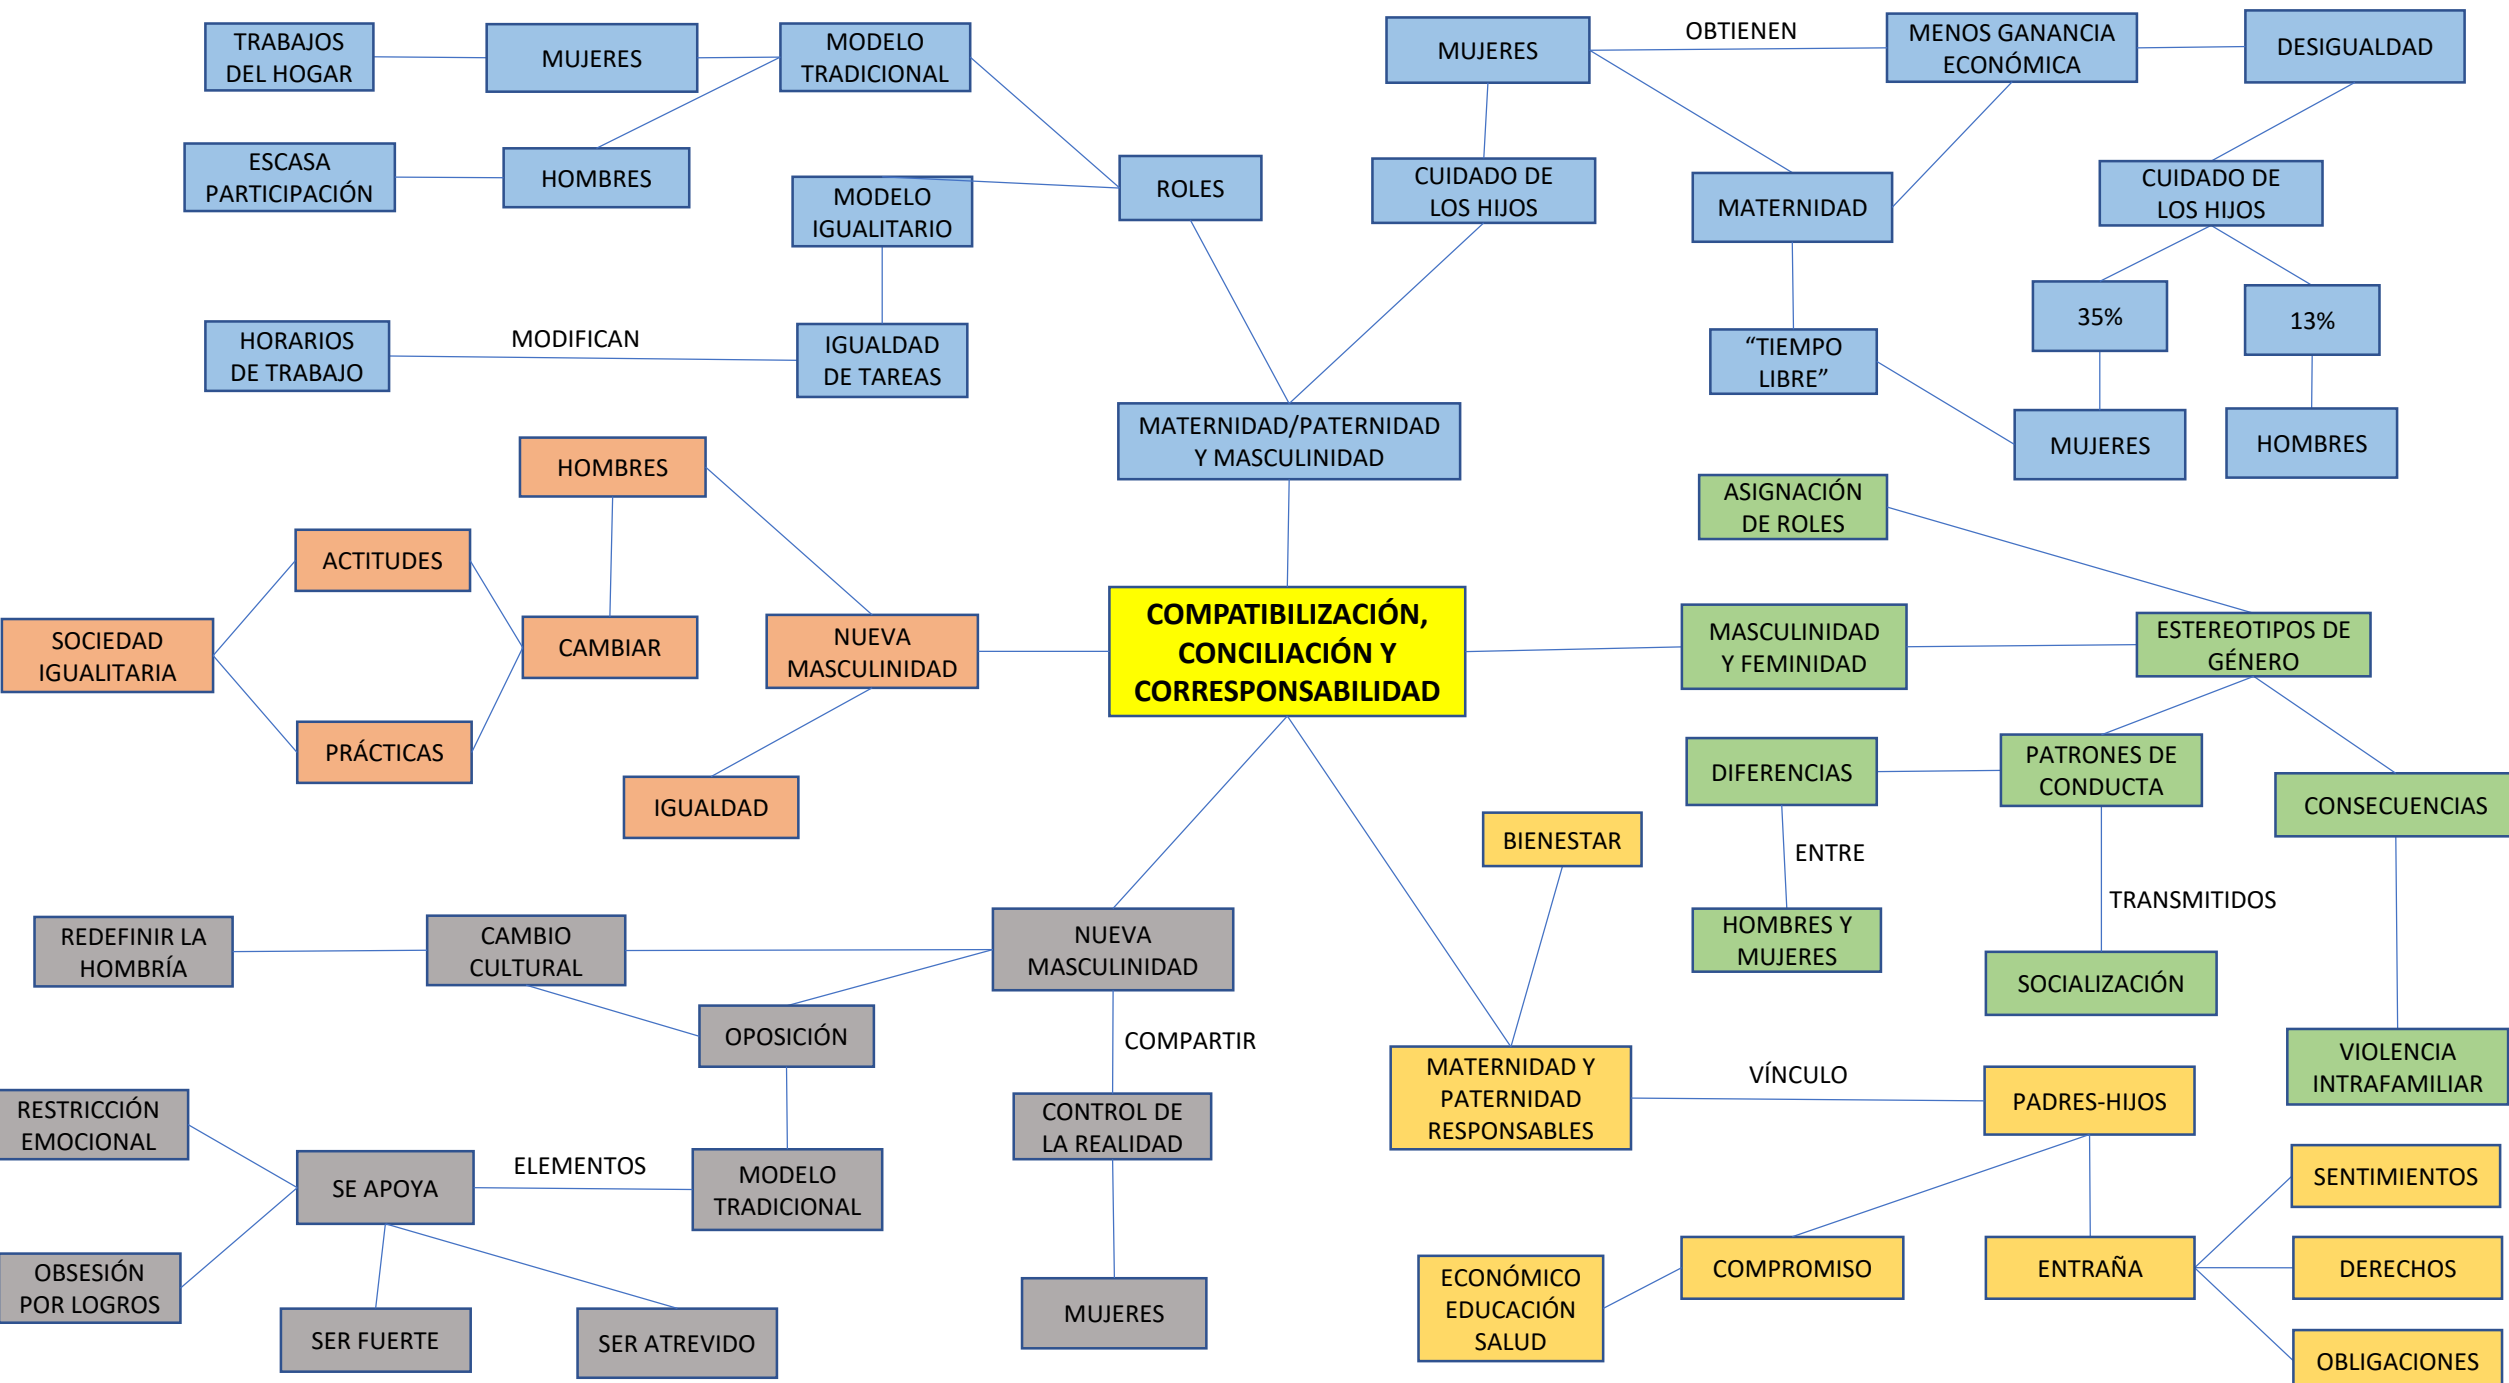 TRABAJOS
DEL HOGAR
MUJERES
MODELO
TRADICIONAL
MUJERES
OBTIENEN
MENOS GANANCIA
ECONÓMICA
DESIGUALDAD
ESCASA
PARTICIPACIÓN
HOMBRES
MODELO
IGUALITARIO
ROLES
CUIDADO DE
LOS HIJOS
MATERNIDAD
CUIDADO DE
LOS HIJOS
HORARIOS
DE TRABAJO
MODIFICAN
IGUALDAD
DE TAREAS
“TIEMPO
LIBRE”
35%
13%
MATERNIDAD/PATERNIDAD
Y MASCULINIDAD
MUJERES
HOMBRES
HOMBRES
ASIGNACIÓN
DE ROLES
ACTITUDES
SOCIEDAD
IGUALITARIA
CAMBIAR
NUEVA
MASCULINIDAD
COMPATIBILIZACIÓN,
CONCILIACIÓN Y
CORRESPONSABILIDAD
MASCULINIDAD
Y FEMINIDAD
ESTEREOTIPOS DE
GÉNERO
PRÁCTICAS
IGUALDAD
DIFERENCIAS
PATRONES DE
CONDUCTA
CONSECUENCIAS
BIENESTAR
ENTRE
TRANSMITIDOS
REDEFINIR LA
HOMBRÍA
CAMBIO
CULTURAL
NUEVA
MASCULINIDAD
HOMBRES Y
MUJERES
SOCIALIZACIÓN
OPOSICIÓN
COMPARTIR
MATERNIDAD Y
PATERNIDAD
RESPONSABLES
VÍNCULO
PADRES-HIJOS
VIOLENCIA
INTRAFAMILIAR
RESTRICCIÓN
EMOCIONAL
SE APOYA
ELEMENTOS
MODELO
TRADICIONAL
CONTROL DE
LA REALIDAD
SENTIMIENTOS
OBSESIÓN
POR LOGROS
SER FUERTE
SER ATREVIDO
MUJERES
ECONÓMICO
EDUCACIÓN
SALUD
COMPROMISO
ENTRAÑA
DERECHOS
OBLIGACIONES